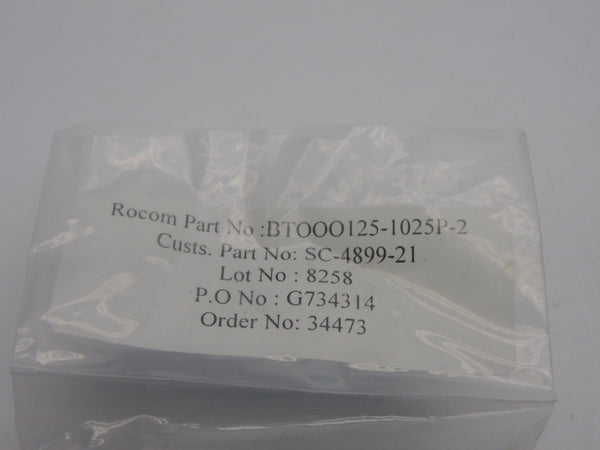 Rocom Part No :BTOOO125-1025P-2
Custs. Part No: SC-4899-21
Lot No : 8258
P.O No : G734314
Order No: 34473